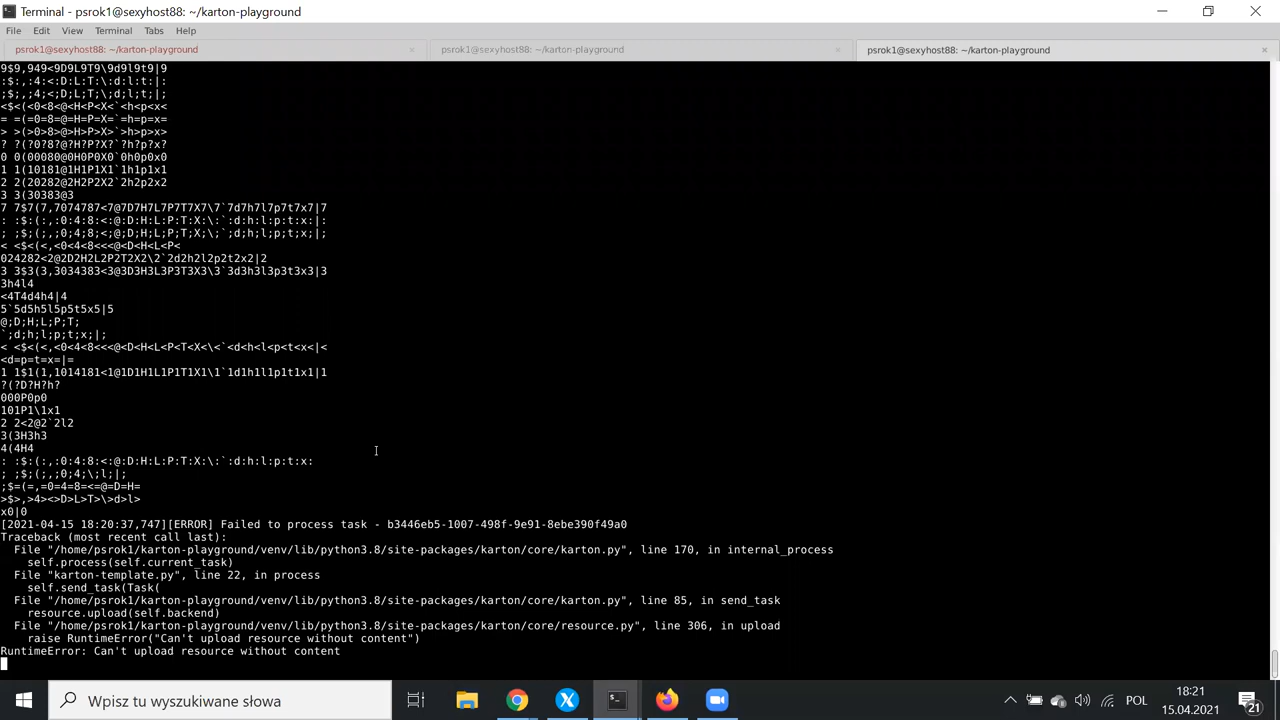 Terminal - psrok1@sexyhost88: ~/karton-playground
File Edit View Terminal Tabs Help
psrok1@sexyhost88: ~/karton-playground psrok1@sexyhost88: ~/karton-playground psrok1@sexyhost88: ~/karton-playground
9$9,949<9D9L9T9\9d9l9t9|9
:$:,:4:<:D:L:T:\:d:l:t:|:
;$;,;4;<;D;L;T;\;d;l;t;|;
<$<(<0<8<@<H<P<X<`<h<p<x<
= =(=0=8=@=H=P=X=`=h=p=x=
> >(>0>8>@>H>P>X>`>h>p>x>
? ?(?0?8?@?H?P?X?`?h?p?x?
0 0(00080@0H0P0X0`0h0p0x0
1 1(10181@1H1P1X1`1h1p1x1
2 2(20282@2H2P2X2`2h2p2x2
3 3(30383@3
7 7$7(7,7074787<7@7D7H7L7P7T7X7\7`7d7h7l7p7t7x7|7
: :$:(:,:0:4:8:<:@:D:H:L:P:T:X:\:`:d:h:l:p:t:x:|:
; ;$;(;,;0;4;8;<;@;D;H;L;P;T;X;\;`;d;h;l;p;t;x;|;
< <$<(<,<0<4<8<<<@<D<H<L<P<
024282<2@2D2H2L2P2T2X2\2`2d2h2l2p2t2x2|2
3 3$3(3,3034383<3@3D3H3L3P3T3X3\3`3d3h3l3p3t3x3|3
3h4l4
<4T4d4h4|4
5`5d5h5l5p5t5x5|5
@;D;H;L;P;T;
`;d;h;l;p;t;x;|;
< <$<(<,<0<4<8<<<@<D<H<L<P<T<X<\<`<d<h<l<p<t<x<|<
<d=p=t=x=|=
1 1$1(1,1014181<1@1D1H1L1P1T1X1\1`1d1h1l1p1t1x1|1
?(?D?H?h?
000P0p0
101P1\1x1
2 2<2@2`2l2
3(3H3h3
4(4H4
: :$:(:,:0:4:8:<:@:D:H:L:P:T:X:\:`:d:h:l:p:t:x:
; ;$;(;,;0;4;\;l;|;
;$=(=,=0=4=8=<=@=D=H=
>$>,>4><>D>L>T>\>d>l>
x0|0
[2021-04-15 18:20:37,747][ERROR] Failed to process task - b3446eb5-1007-498f-9e91-8ebe390f49a0
Traceback (most recent call last):
File "/home/psrok1/karton-playground/venv/lib/python3.8/site-packages/karton/core/karton.py", line 170, in internal_process
self.process(self.current_task)
File "karton-template.py", line 22, in process
self.send_task(Task(
File "/home/psrok1/karton-playground/venv/lib/python3.8/site-packages/karton/core/karton.py", line 85, in send_task
resource.upload(self.backend)
File "/home/psrok1/karton-playground/venv/lib/python3.8/site-packages/karton/core/resource.py", line 306, in upload
raise RuntimeError("Can't upload resource without content")
RuntimeError: Can't upload resource without content
Wpisz tu wyszukiwane słowa
POL
18:21
15.04.2021
21